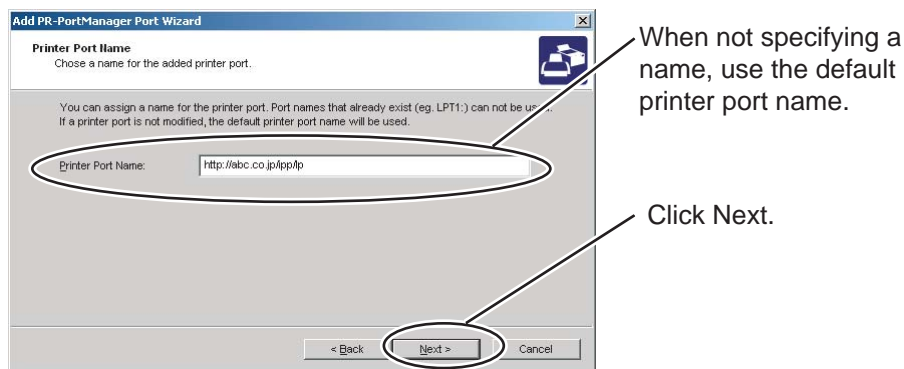 Add PR-PortManager Port Wizard
Printer Port Name
Chose a name for the added printer port.
You can assign a name for the printer port. Port names that already exist (eg. LPT1:) can not be used.
If a printer port is not modified, the default printer port name will be used.
Printer Port Name:
http://abc.co.jp/ipp/lp
< Back
Next >
Cancel
When not specifying a
name, use the default
printer port name.
Click Next.